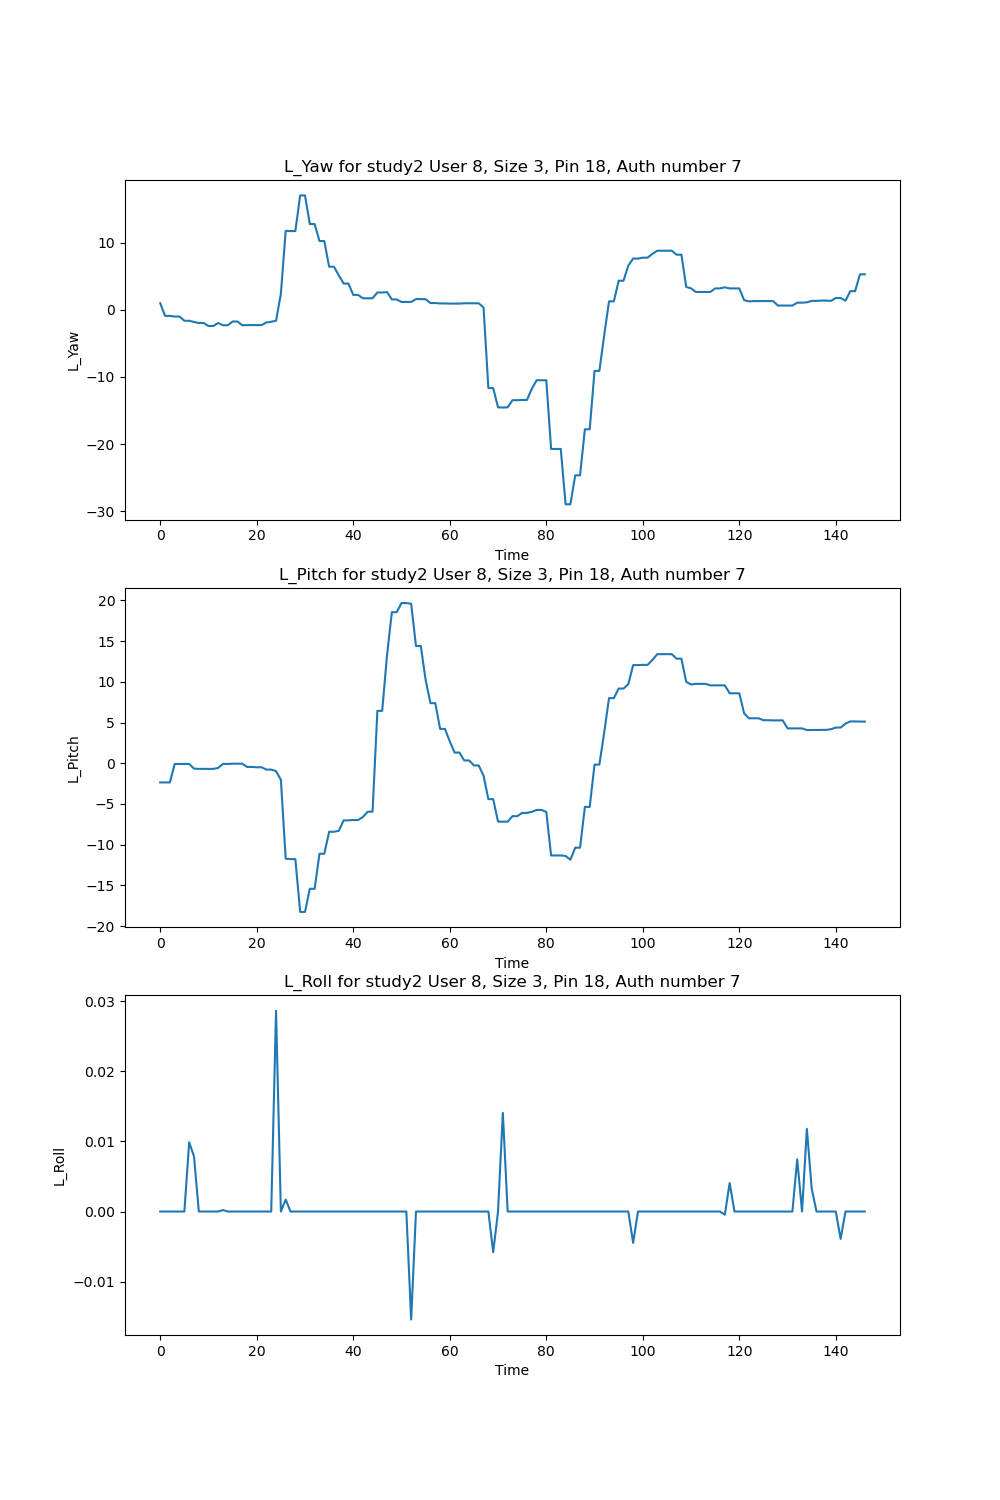 L_Yaw for study2 User 8, Size 3, Pin 18, Auth number 7
10
0
−10
−20
−30
L_Yaw
0 20 40 60 80 100 120 140
Time
L_Pitch for study2 User 8, Size 3, Pin 18, Auth number 7
20
15
10
5
0
−5
−10
−15
−20
L_Pitch
0 20 40 60 80 100 120 140
Time
L_Roll for study2 User 8, Size 3, Pin 18, Auth number 7
0.03
0.02
0.01
0.00
−0.01
L_Roll
0 20 40 60 80 100 120 140
Time